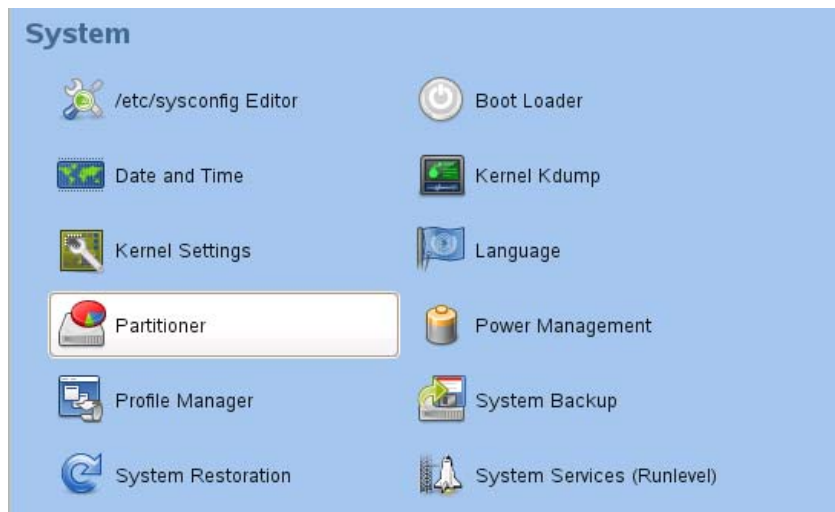 System
/etc/sysconfig Editor
Boot Loader
Date and Time
Kernel Kdump
Kernel Settings
Language
Partitioner
Power Management
Profile Manager
System Backup
System Restoration
System Services (Runlevel)